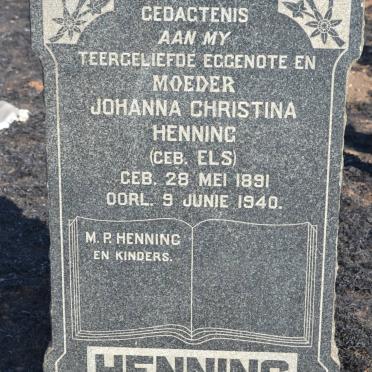 GEDACTENIS
AAN MY
TEERGELIEFDE EGGENOTE EN
MOEDER
JOHANNA CHRISTINA
HENNING
(GEB. ELS)
GEB. 28 MEI 1891
OORL. 9 JUNIE 1940.
M. P. HENNING
EN KINDERS.
HENNING